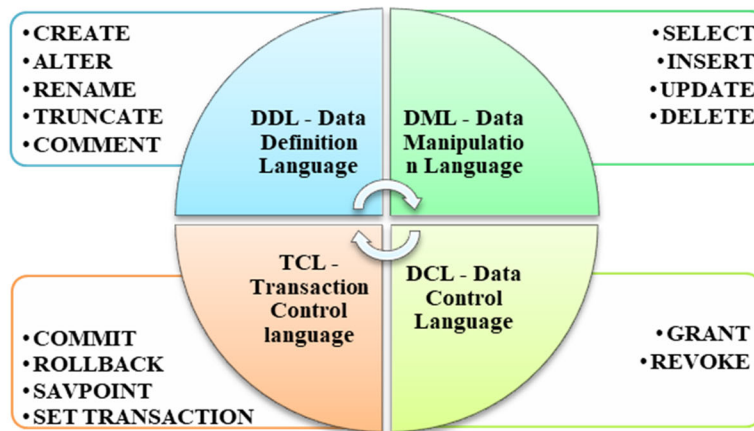 •CREATE
•ALTER
•RENAME
•TRUNCATE
•COMMENT
DDL - Data
Definition
Language
DML - Data
Manipulatio
n Language
•SELECT
•INSERT
•UPDATE
•DELETE
TCL -
Transaction
Control
language
DCL - Data
Control
Language
•COMMIT
•ROLLBACK
•SAVPOINT
•SET TRANSACTION
•GRANT
•REVOKE